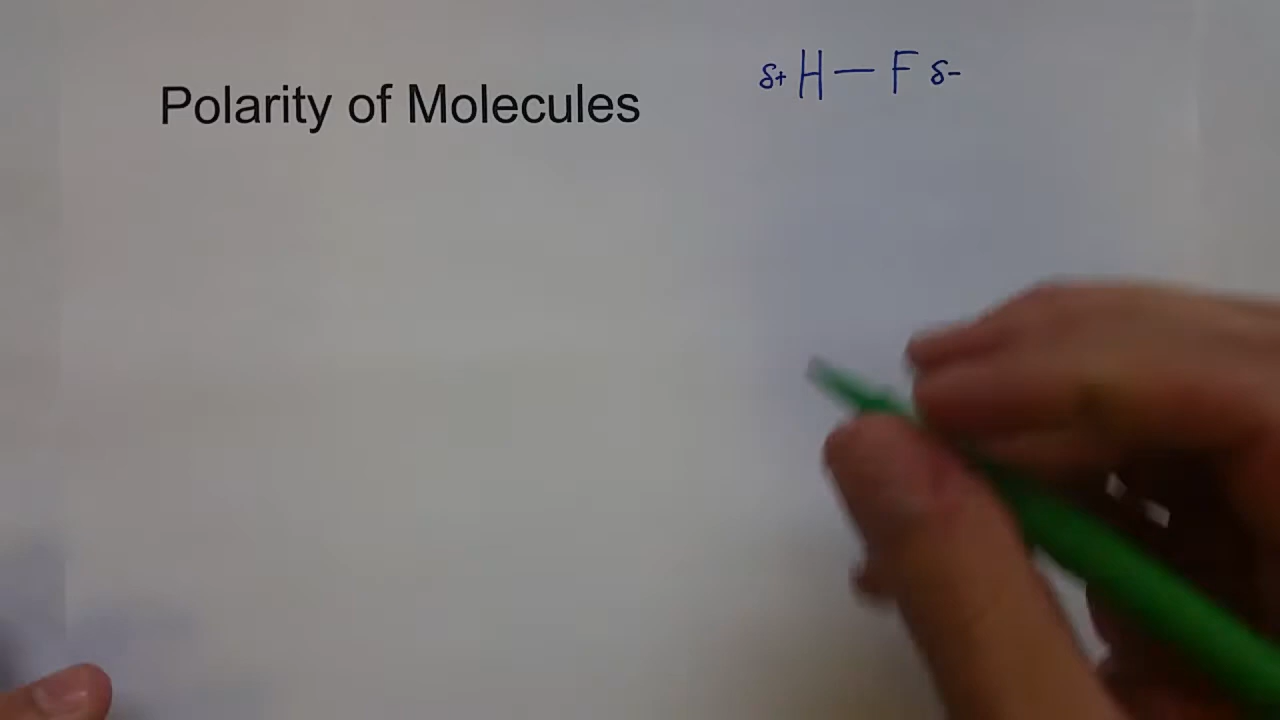 δ+ H — F δ-
Polarity of Molecules